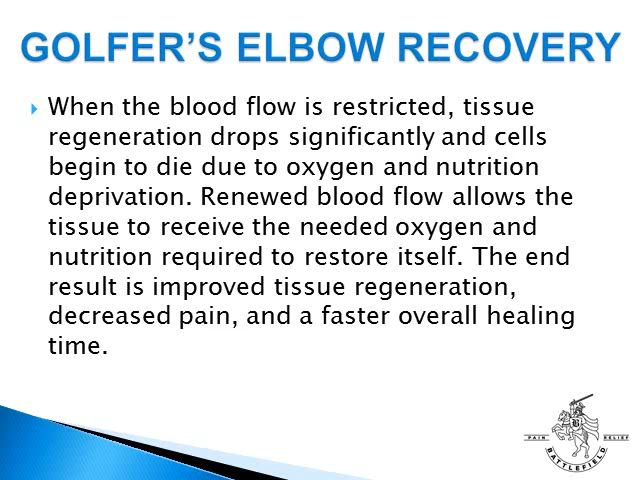 GOLFER’S ELBOW RECOVERY
When the blood flow is restricted, tissue
regeneration drops significantly and cells
begin to die due to oxygen and nutrition
deprivation. Renewed blood flow allows the
tissue to receive the needed oxygen and
nutrition required to restore itself. The end
result is improved tissue regeneration,
decreased pain, and a faster overall healing
time.
B
PAIN RELIEF
BATTLEFIELD